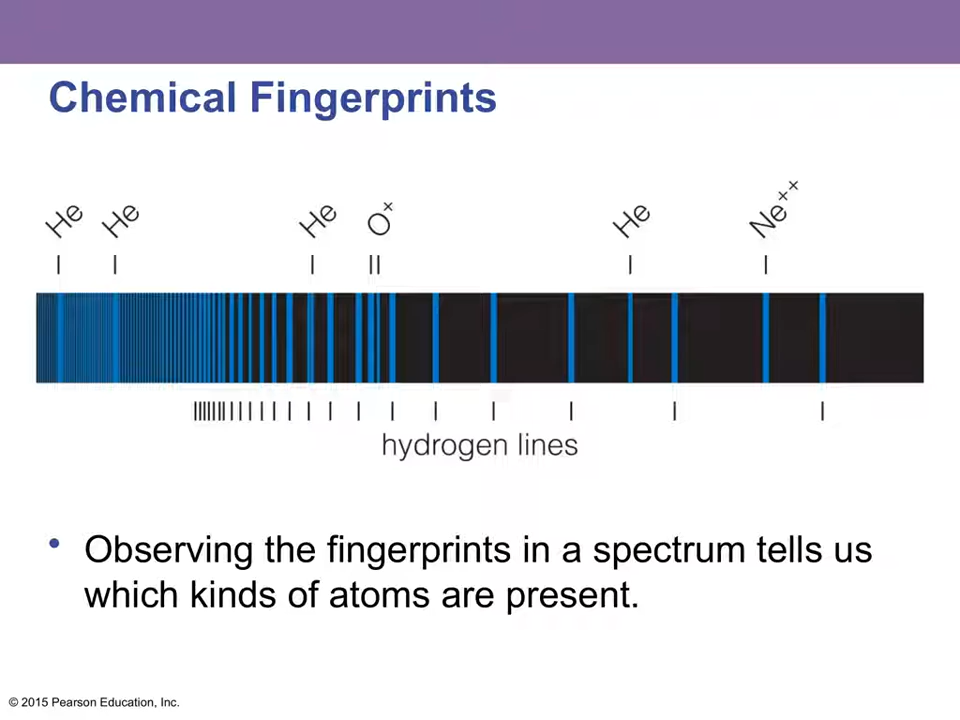 Chemical Fingerprints
He He He O⁺ He Ne⁺⁺
hydrogen lines
• Observing the fingerprints in a spectrum tells us
which kinds of atoms are present.
© 2015 Pearson Education, Inc.